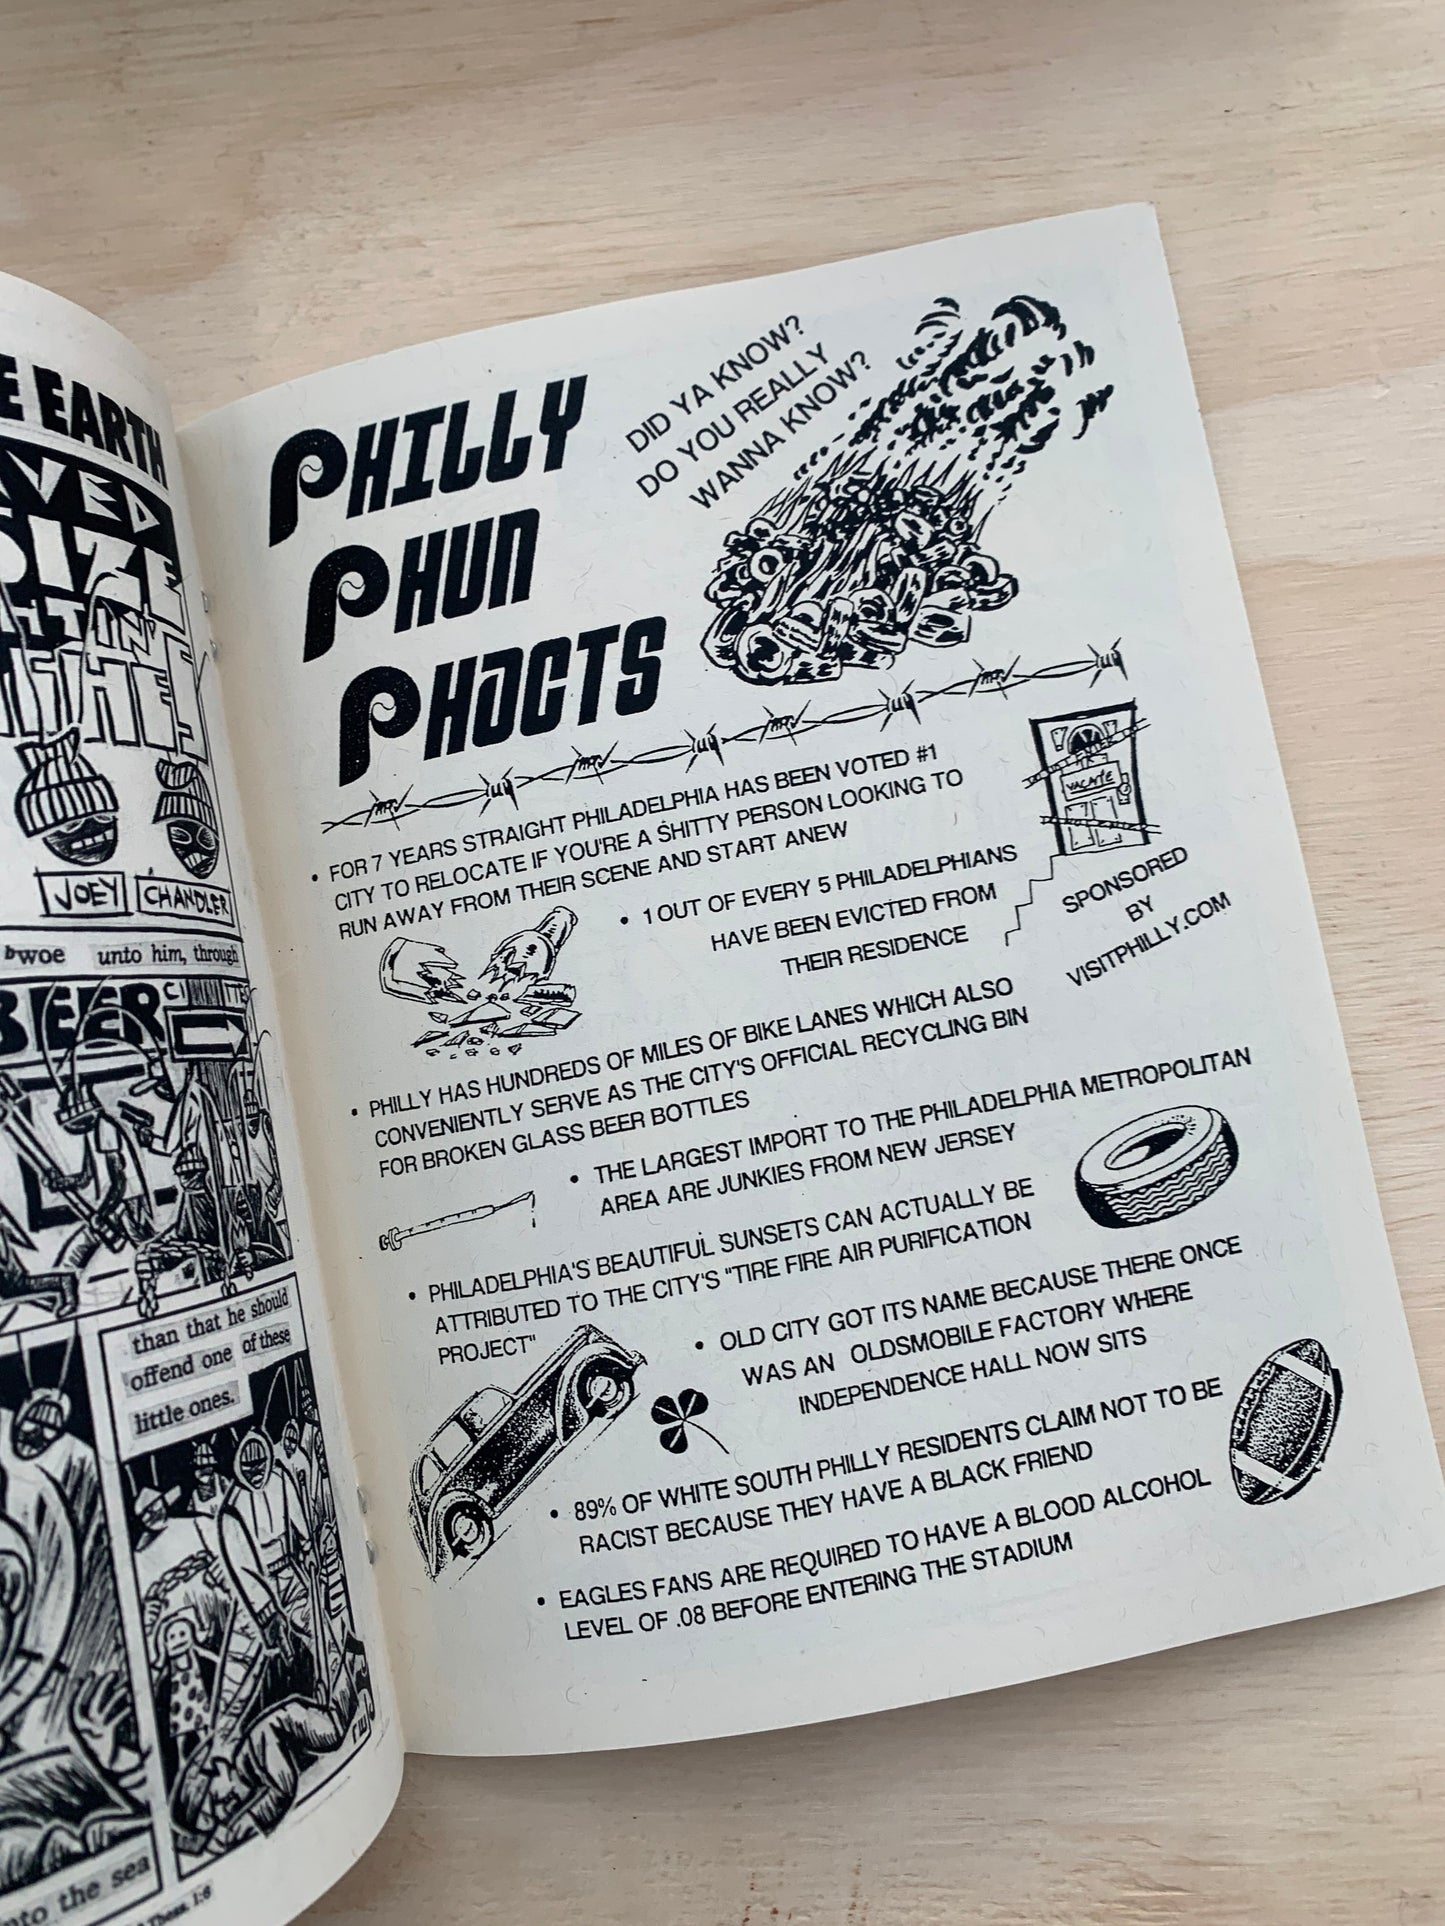 E EARTH
JOEY CHANDLER
woe unto him, through
BEER
than that he should
offend one of these
little ones.
into the sea
Thess. 1:6
PHILLY
PHUN
PHACTS
DID YA KNOW?
DO YOU REALLY
WANNA KNOW?
• FOR 7 YEARS STRAIGHT PHILADELPHIA HAS BEEN VOTED #1
CITY TO RELOCATE IF YOU'RE A SHITTY PERSON LOOKING TO
RUN AWAY FROM THEIR SCENE AND START ANEW
VACANTE
• 1 OUT OF EVERY 5 PHILADELPHIANS
HAVE BEEN EVICTED FROM
THEIR RESIDENCE
SPONSORED
BY
VISITPHILLY.COM
• PHILLY HAS HUNDREDS OF MILES OF BIKE LANES WHICH ALSO
CONVENIENTLY SERVE AS THE CITY'S OFFICIAL RECYCLING BIN
FOR BROKEN GLASS BEER BOTTLES
• THE LARGEST IMPORT TO THE PHILADELPHIA METROPOLITAN
AREA ARE JUNKIES FROM NEW JERSEY
• PHILADELPHIA'S BEAUTIFUL SUNSETS CAN ACTUALLY BE
ATTRIBUTED TO THE CITY'S "TIRE FIRE AIR PURIFICATION
PROJECT"
• OLD CITY GOT ITS NAME BECAUSE THERE ONCE
WAS AN OLDSMOBILE FACTORY WHERE
INDEPENDENCE HALL NOW SITS
• 89% OF WHITE SOUTH PHILLY RESIDENTS CLAIM NOT TO BE
RACIST BECAUSE THEY HAVE A BLACK FRIEND
• EAGLES FANS ARE REQUIRED TO HAVE A BLOOD ALCOHOL
LEVEL OF .08 BEFORE ENTERING THE STADIUM